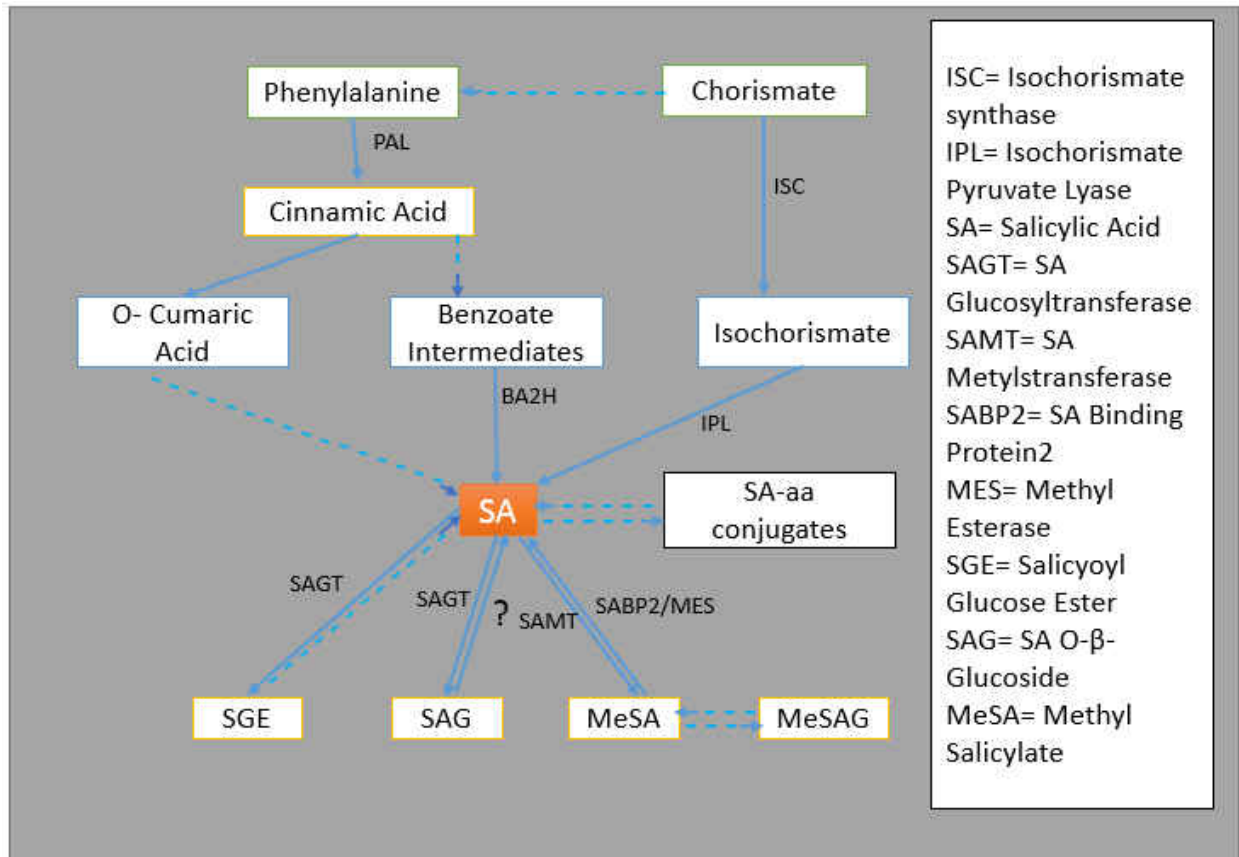 Phenylalanine
Chorismate
PAL
ISC
Cinnamic Acid
O- Cumaric
Acid
Benzoate
Intermediates
Isochorismate
BA2H
IPL
SA
SA-aa
conjugates
SAGT
SAGT
?
SAMT
SABP2/MES
SGE
SAG
MeSA
MeSAG
ISC= Isochorismate
synthase
IPL= Isochorismate
Pyruvate Lyase
SA= Salicylic Acid
SAGT= SA
Glucosyltransferase
SAMT= SA
Metylstransferase
SABP2= SA Binding
Protein2
MES= Methyl
Esterase
SGE= Salicyoyl
Glucose Ester
SAG= SA O-β-
Glucoside
MeSA= Methyl
Salicylate